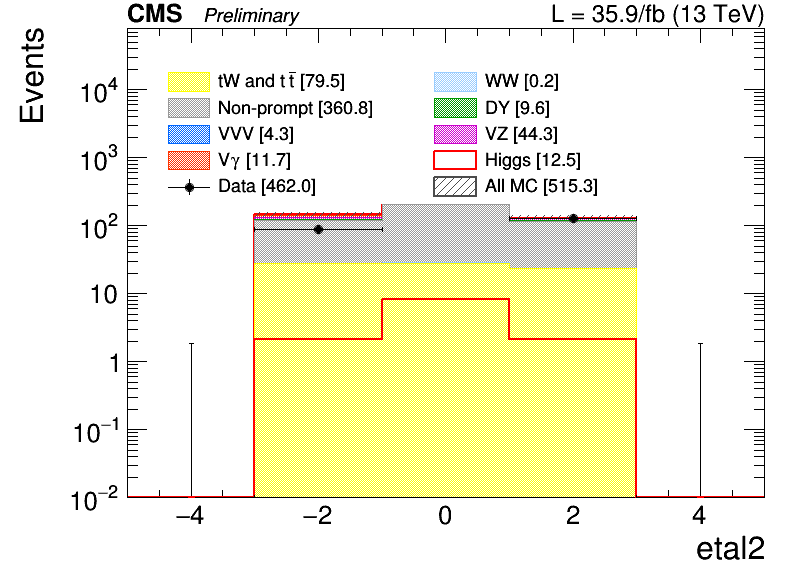 CMS Preliminary L = 35.9/fb (13 TeV)
Events
tW and t t̅ [79.5] WW [0.2]
Non-prompt [360.8] DY [9.6]
VVV [4.3] VZ [44.3]
Vγ [11.7] Higgs [12.5]
Data [462.0] All MC [515.3]
10⁴
10³
10²
10
1
10⁻¹
10⁻²
−4 −2 0 2 4
etal2